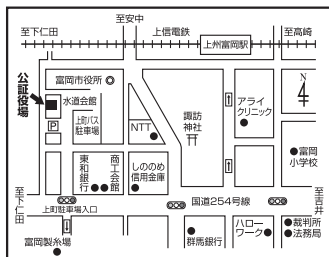 至安中
至下仁田
上信電鉄
至高崎
上州富岡駅
富岡市役所
公証役場
水道会館
P
上町バス
駐車場
NTT
諏訪
神社
アライ
クリニック
N
富岡
小学校
東和銀行
商工会館
しののめ
信用金庫
至下仁田
至吉井
上町駐車場入口
国道254号線
富岡製糸場
群馬銀行
ハロー
ワーク
裁判所
法務局